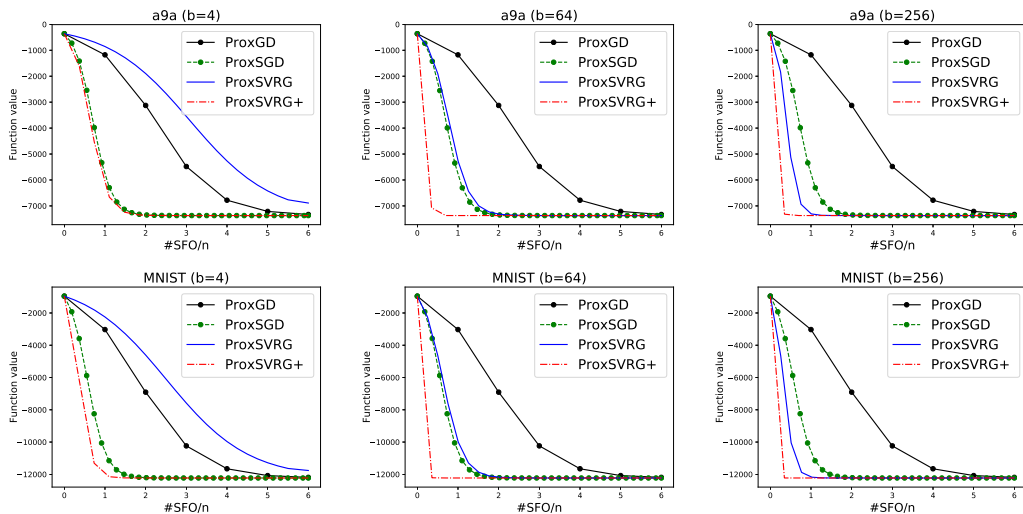 a9a (b=4)
0
−1000
−2000
−3000
−4000
−5000
−6000
−7000
Function value
0 1 2 3 4 5 6
#SFO/n
ProxGD
ProxSGD
ProxSVRG
ProxSVRG+
a9a (b=64)
0
−1000
−2000
−3000
−4000
−5000
−6000
−7000
Function value
0 1 2 3 4 5 6
#SFO/n
ProxGD
ProxSGD
ProxSVRG
ProxSVRG+
a9a (b=256)
0
−1000
−2000
−3000
−4000
−5000
−6000
−7000
Function value
0 1 2 3 4 5 6
#SFO/n
ProxGD
ProxSGD
ProxSVRG
ProxSVRG+
MNIST (b=4)
−2000
−4000
−6000
−8000
−10000
−12000
Function value
0 1 2 3 4 5 6
#SFO/n
ProxGD
ProxSGD
ProxSVRG
ProxSVRG+
MNIST (b=64)
−2000
−4000
−6000
−8000
−10000
−12000
Function value
0 1 2 3 4 5 6
#SFO/n
ProxGD
ProxSGD
ProxSVRG
ProxSVRG+
MNIST (b=256)
−2000
−4000
−6000
−8000
−10000
−12000
Function value
0 1 2 3 4 5 6
#SFO/n
ProxGD
ProxSGD
ProxSVRG
ProxSVRG+